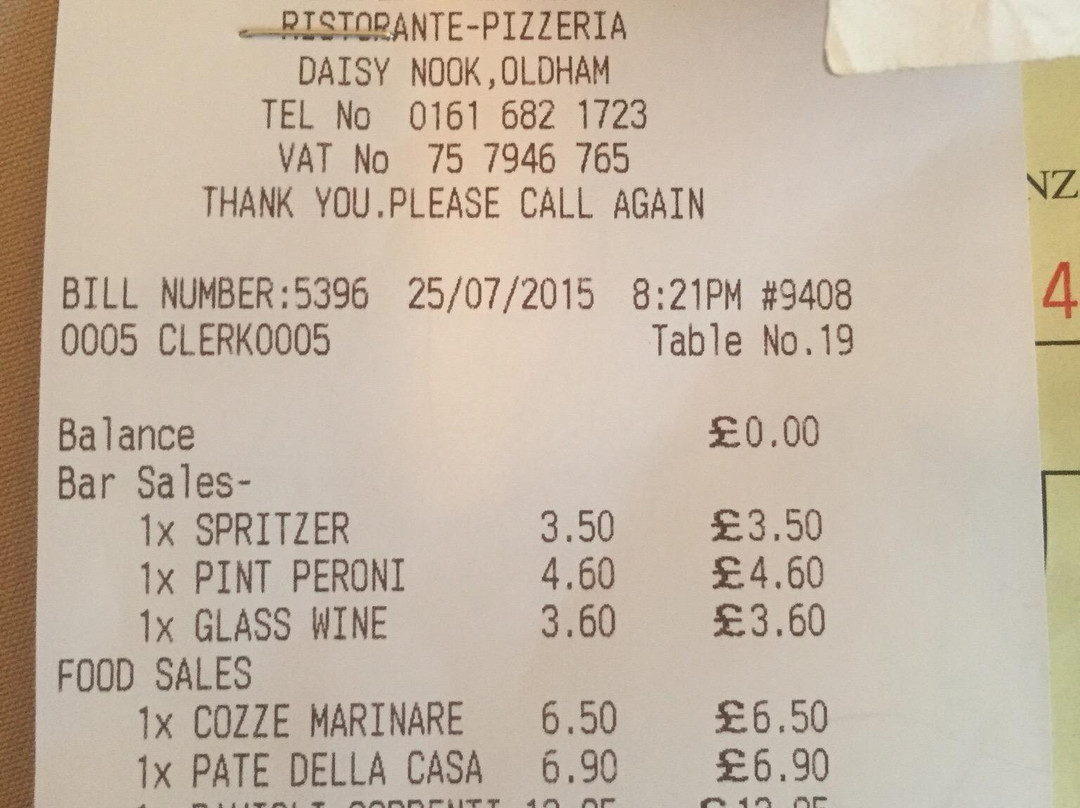 RISTORANTE-PIZZERIA
DAISY NOOK,OLDHAM
TEL No 0161 682 1723
VAT No 75 7946 765
THANK YOU.PLEASE CALL AGAIN
BILL NUMBER:5396 25/07/2015 8:21PM #9408
0005 CLERK0005 Table No.19
Balance £0.00
Bar Sales-
1x SPRITZER 3.50 £3.50
1x PINT PERONI 4.60 £4.60
1x GLASS WINE 3.60 £3.60
FOOD SALES
1x COZZE MARINARE 6.50 £6.50
1x PATE DELLA CASA 6.90 £6.90
NZ
4